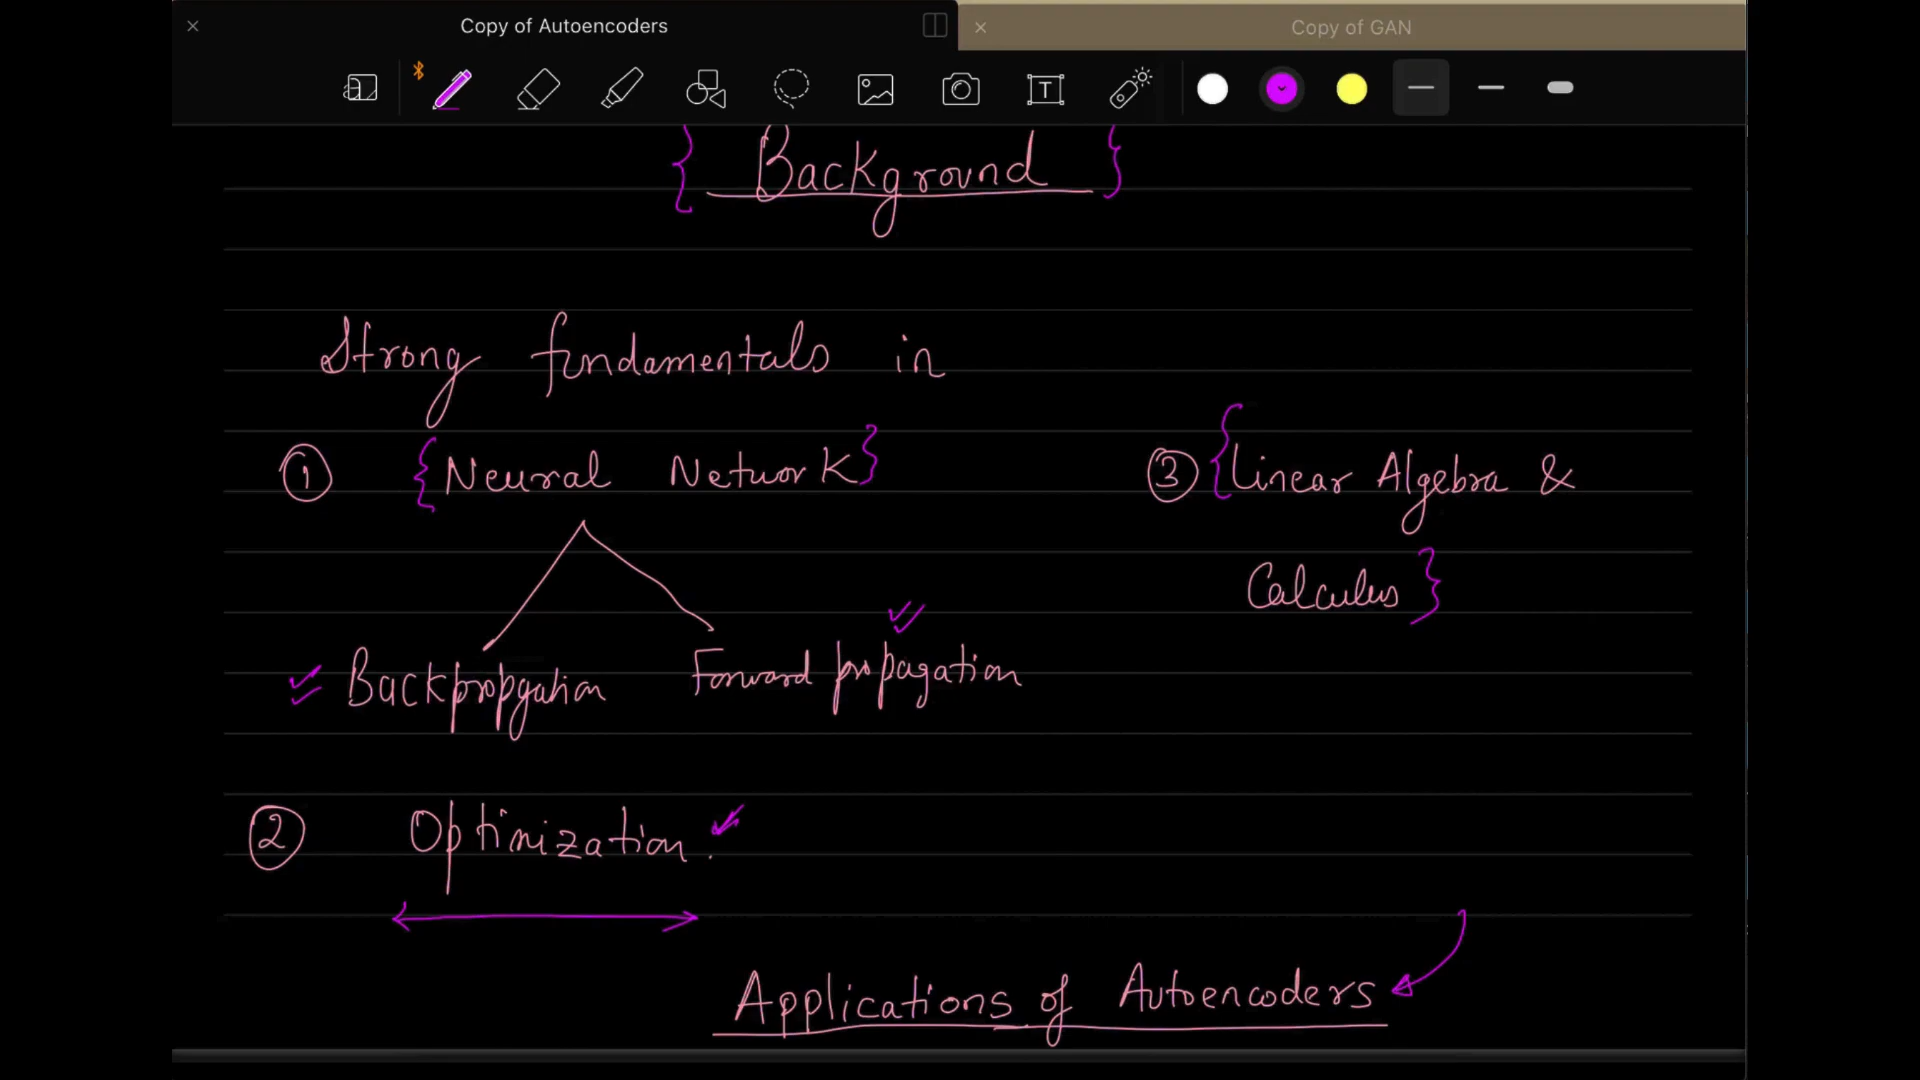 Copy of Autoencoders
Copy of GAN
{ Background }
Strong fundamentals in
① {Neural Network}
③ {Linear Algebra &
Calculus}
Backpropgation
Forward propagation
② Optimization.
Applications of Autoencoders